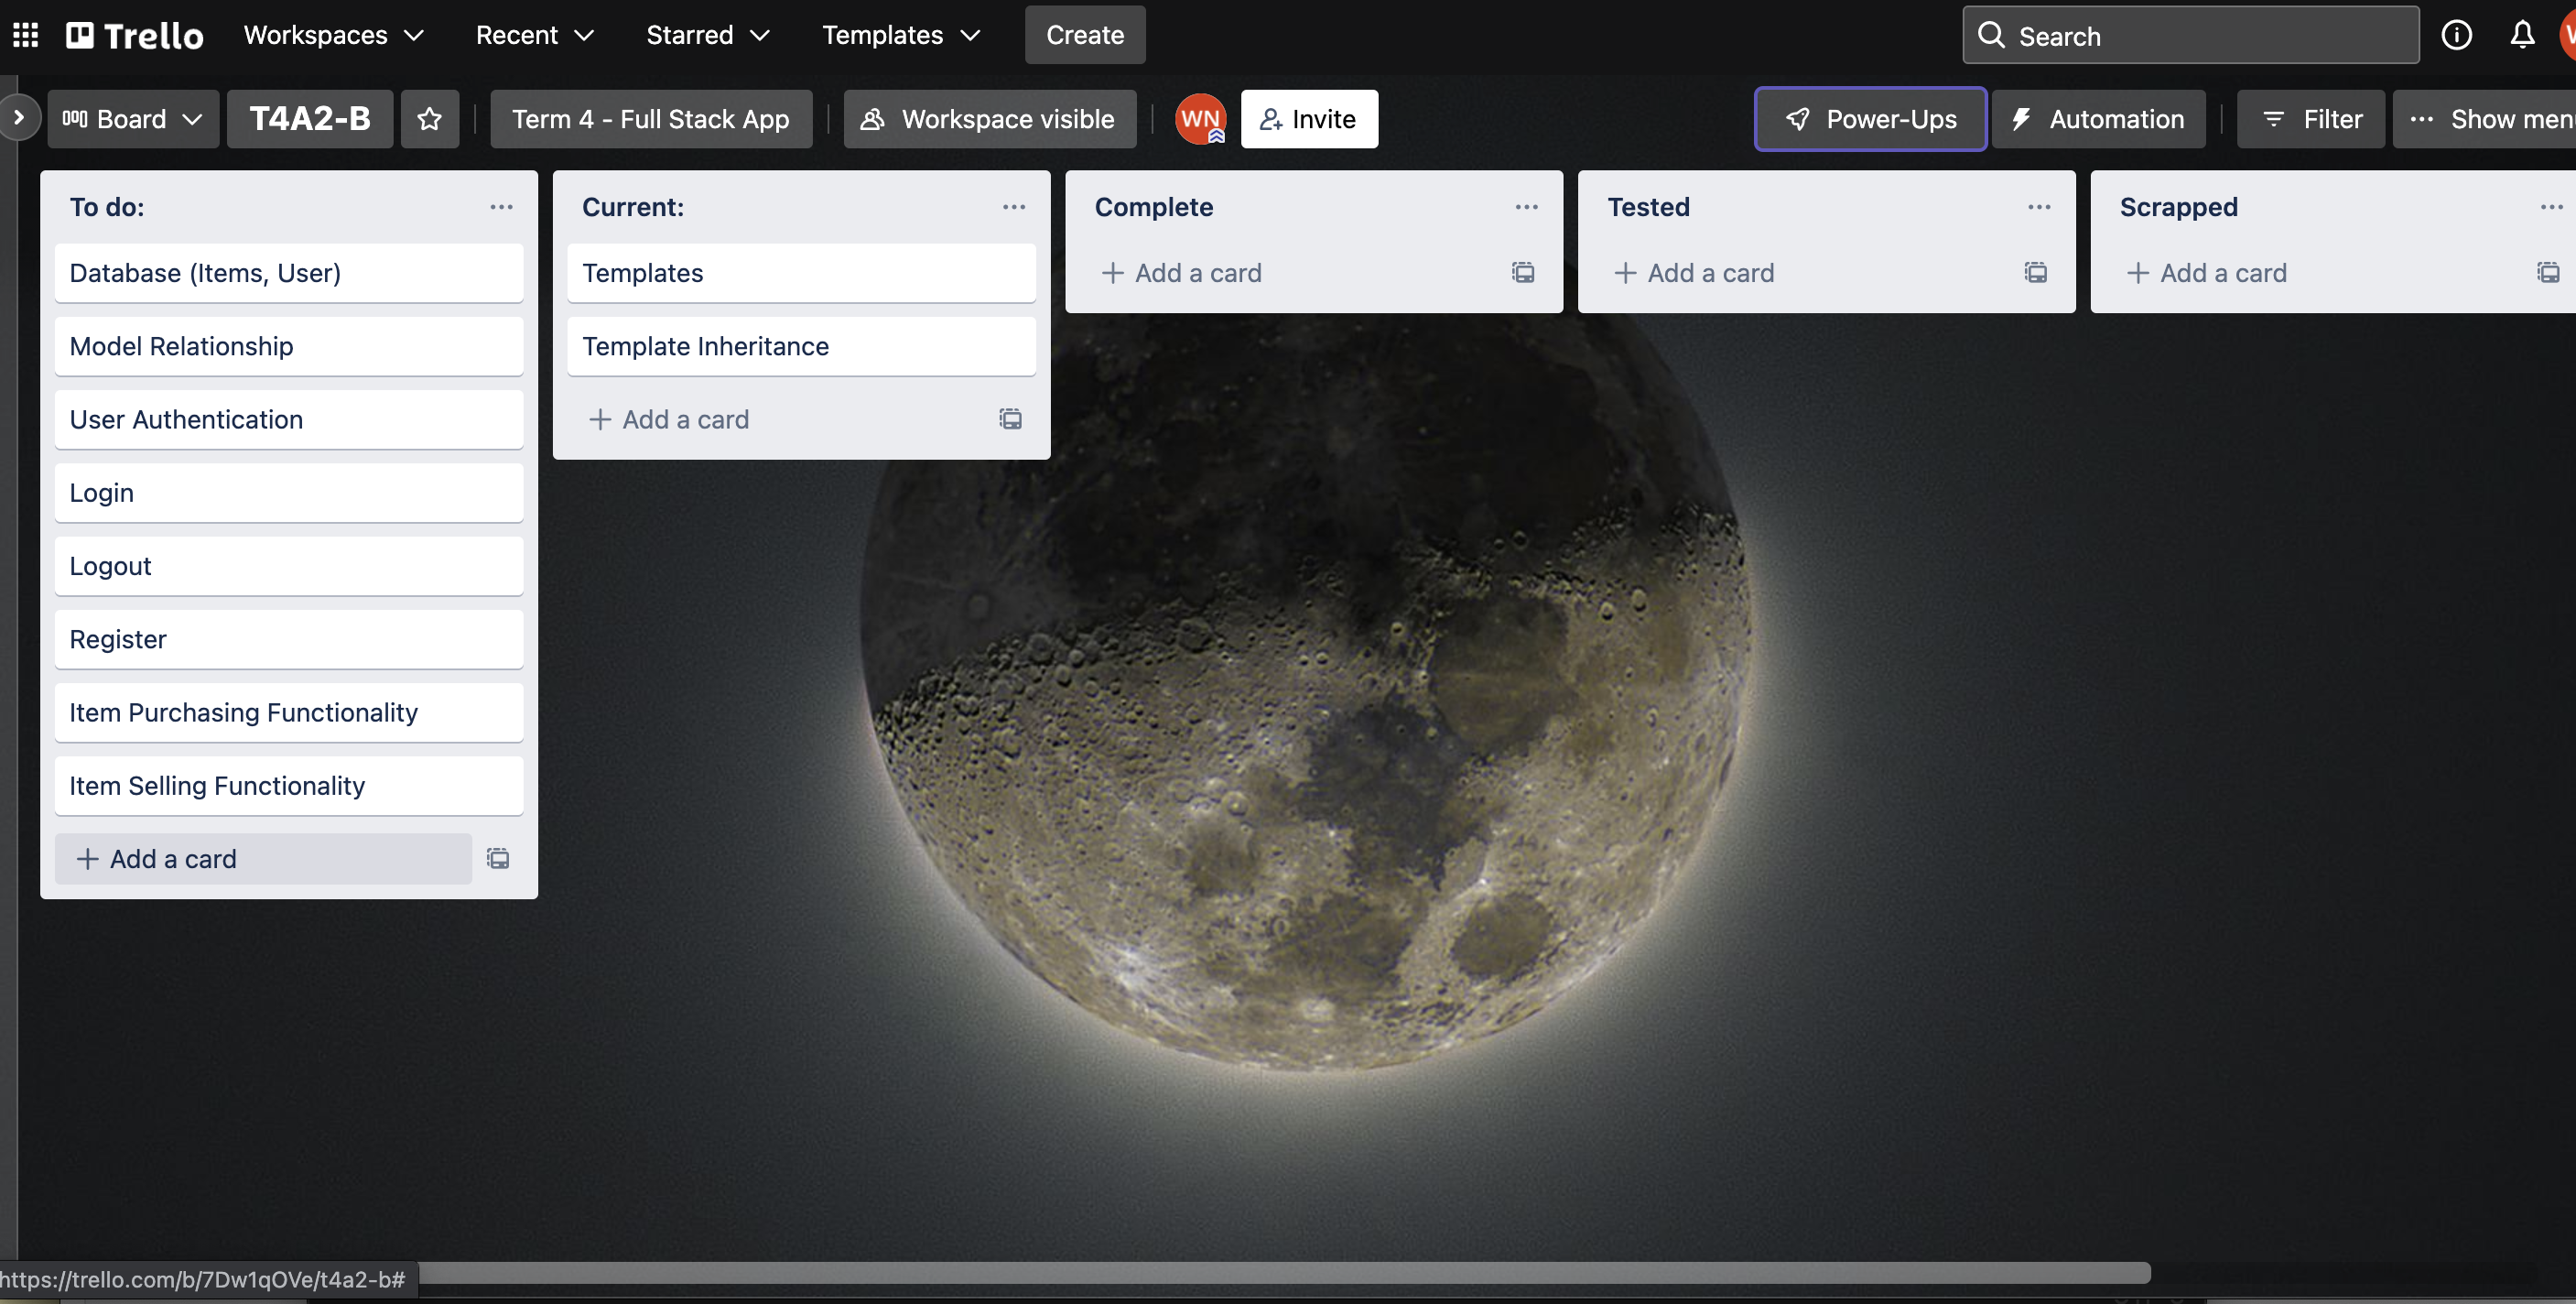 Trello Workspaces Recent Starred Templates Create Search
Board T4A2-B Term 4 - Full Stack App Workspace visible WN Invite Power-Ups Automation Filter Show
To do:
Database (Items, User)
Model Relationship
User Authentication
Login
Logout
Register
Item Purchasing Functionality
Item Selling Functionality
Add a card
Current:
Templates
Template Inheritance
Add a card
Complete
Add a card
Tested
Add a card
Scrapped
Add a card
https://trello.com/b/7Dw1qOVe/t4a2-b#